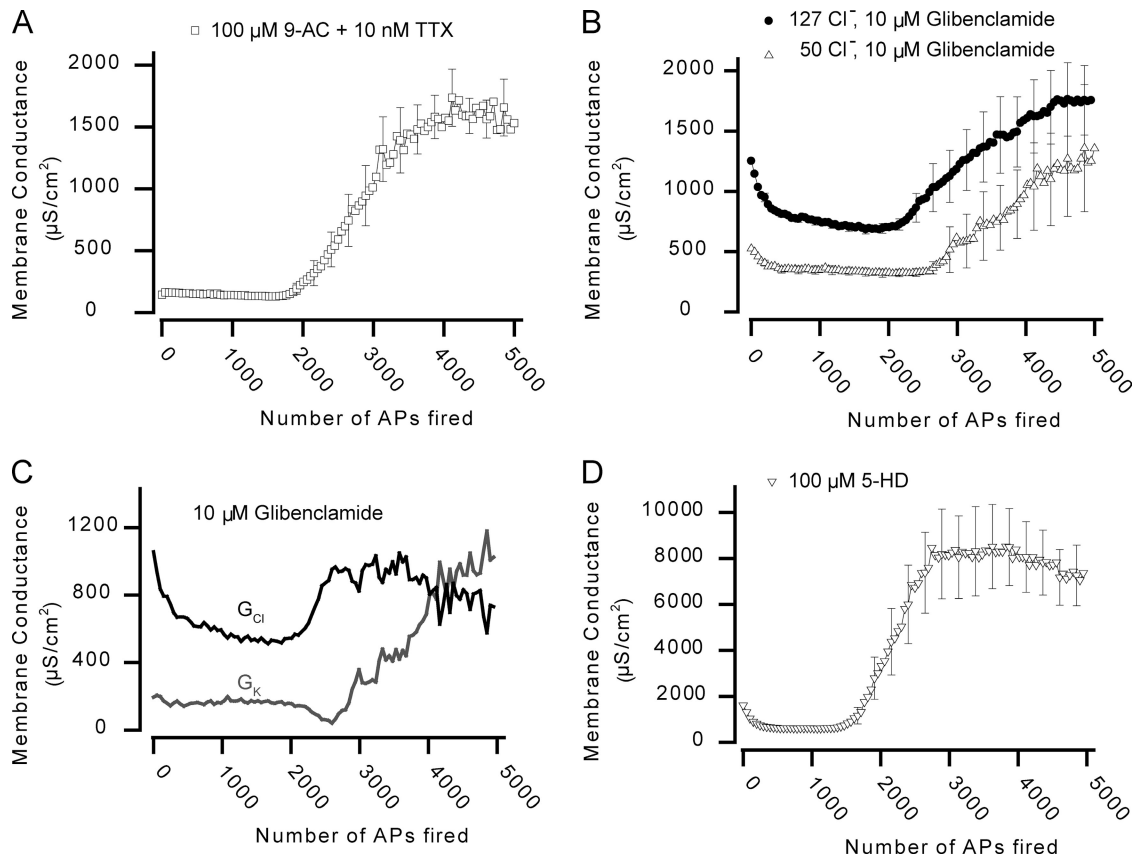 A
100 µM 9-AC + 10 nM TTX
Membrane Conductance
(µS/cm²)
2000
1500
1000
500
0
0 1000 2000 3000 4000 5000
Number of APs fired
B
127 Cl⁻, 10 µM Glibenclamide
50 Cl⁻, 10 µM Glibenclamide
Membrane Conductance
(µS/cm²)
2000
1500
1000
500
0
0 1000 2000 3000 4000 5000
Number of APs fired
C
10 µM Glibenclamide
Membrane Conductance
(µS/cm²)
1200
800
400
0
G_Cl
G_K
0 1000 2000 3000 4000 5000
Number of APs fired
D
100 µM 5-HD
Membrane Conductance
(µS/cm²)
10000
8000
6000
4000
2000
0
0 1000 2000 3000 4000 5000
Number of APs fired